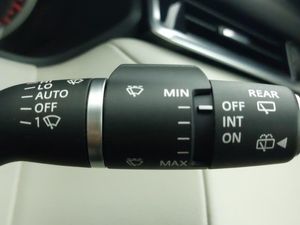 LO
AUTO
OFF
1
MIN
MAX
REAR
OFF
INT
ON